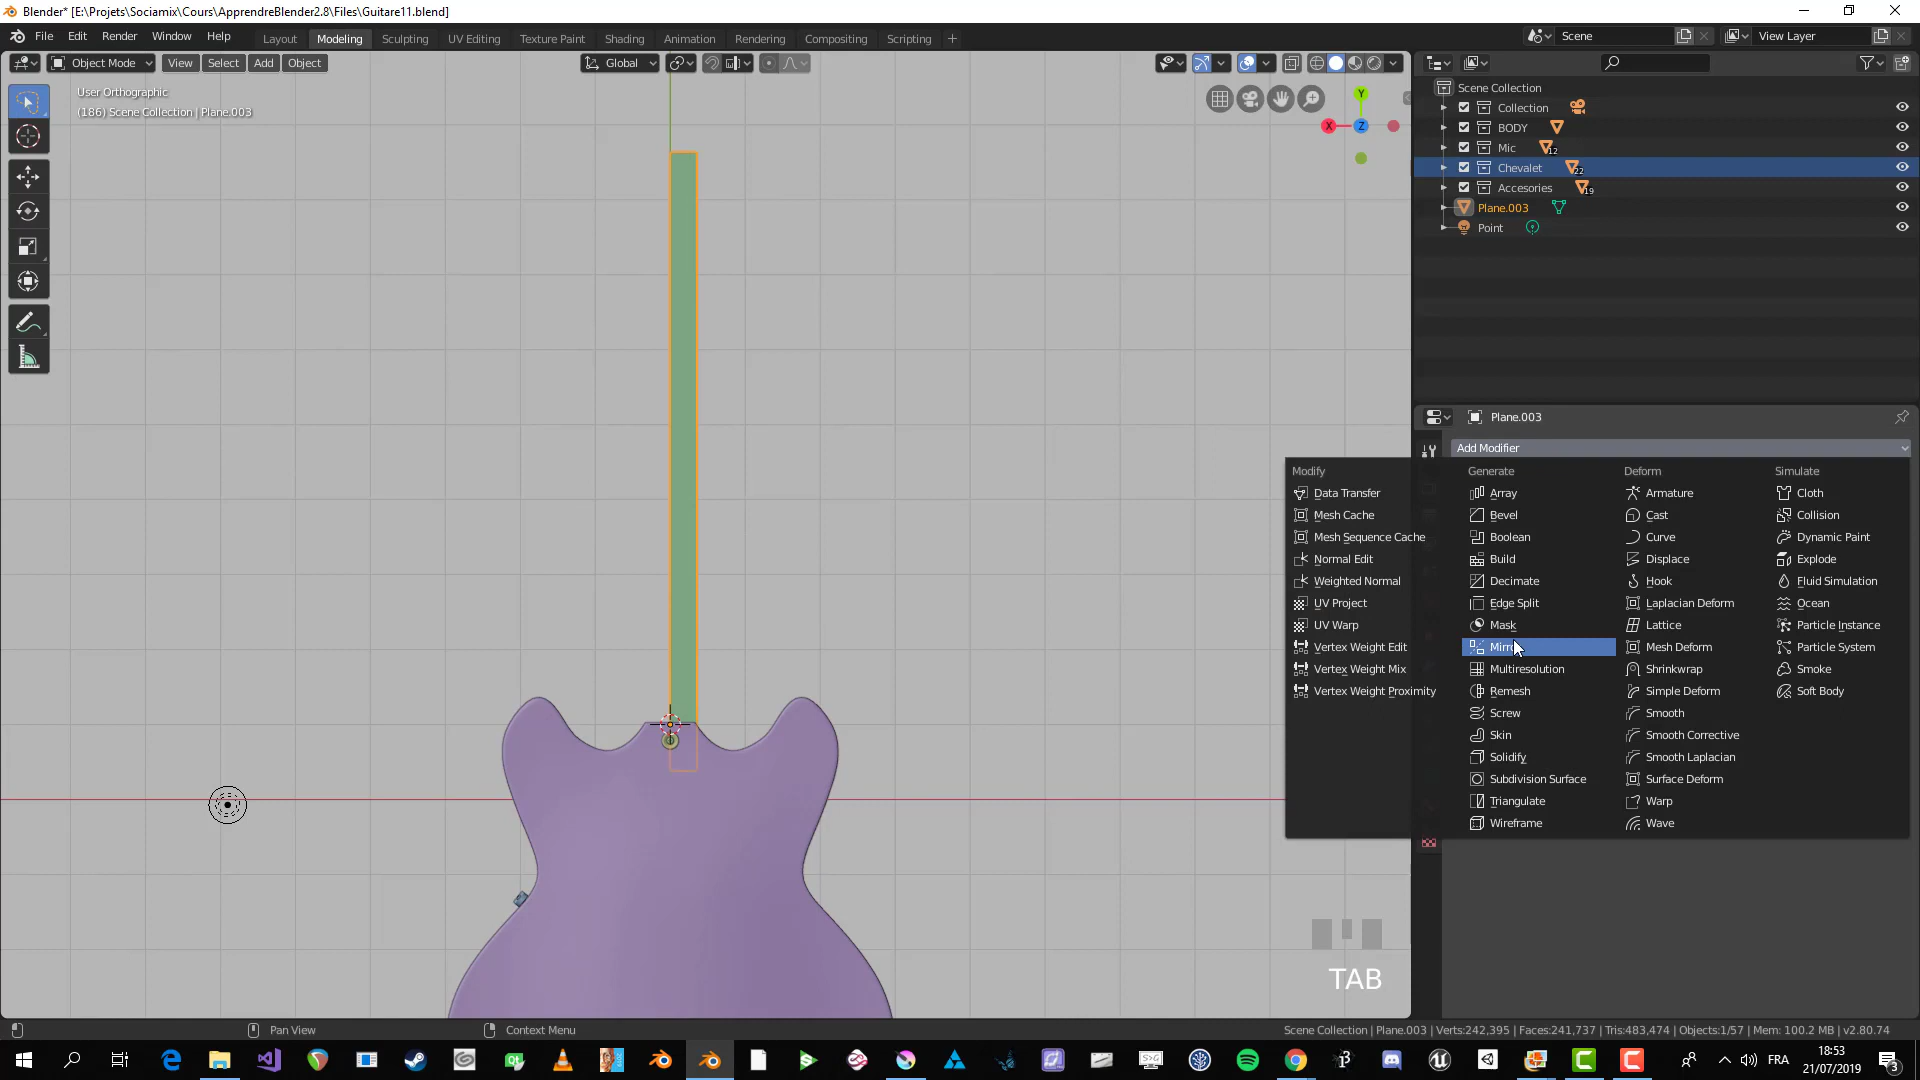 Blender* [E:\Projets\Sociamix\Cours\ApprendreBlender2.8\Files\Guitare11.blend]
File Edit Render Window Help
Layout Modeling Sculpting UV Editing Texture Paint Shading Animation Rendering Compositing Scripting +
Scene
View Layer
Object Mode View Select Add Object
Global
User Orthographic
(186) Scene Collection | Plane.003
Y
X
Z
Scene Collection
Collection
BODY
Mic 12
Chevalet 22
Accesories 19
Plane.003
Point
Plane.003
Add Modifier
Modify
Data Transfer
Mesh Cache
Mesh Sequence Cache
Normal Edit
Weighted Normal
UV Project
UV Warp
Vertex Weight Edit
Vertex Weight Mix
Vertex Weight Proximity
Generate
Array
Bevel
Boolean
Build
Decimate
Edge Split
Mask
Multiresolution
Remesh
Screw
Skin
Solidify
Subdivision Surface
Triangulate
Wireframe
Deform
Armature
Cast
Curve
Displace
Hook
Laplacian Deform
Lattice
Mesh Deform
Shrinkwrap
Simple Deform
Smooth
Smooth Corrective
Smooth Laplacian
Surface Deform
Warp
Wave
Simulate
Cloth
Collision
Dynamic Paint
Explode
Fluid Simulation
Ocean
Particle Instance
Particle System
Smoke
Soft Body
TAB
Pan View
Context Menu
Scene Collection | Plane.003 | Verts:242,395 | Faces:241,737 | Tris:483,474 | Objects:1/57 | Mem: 100.2 MB | v2.80.74
FRA
18:53
21/07/2019
3